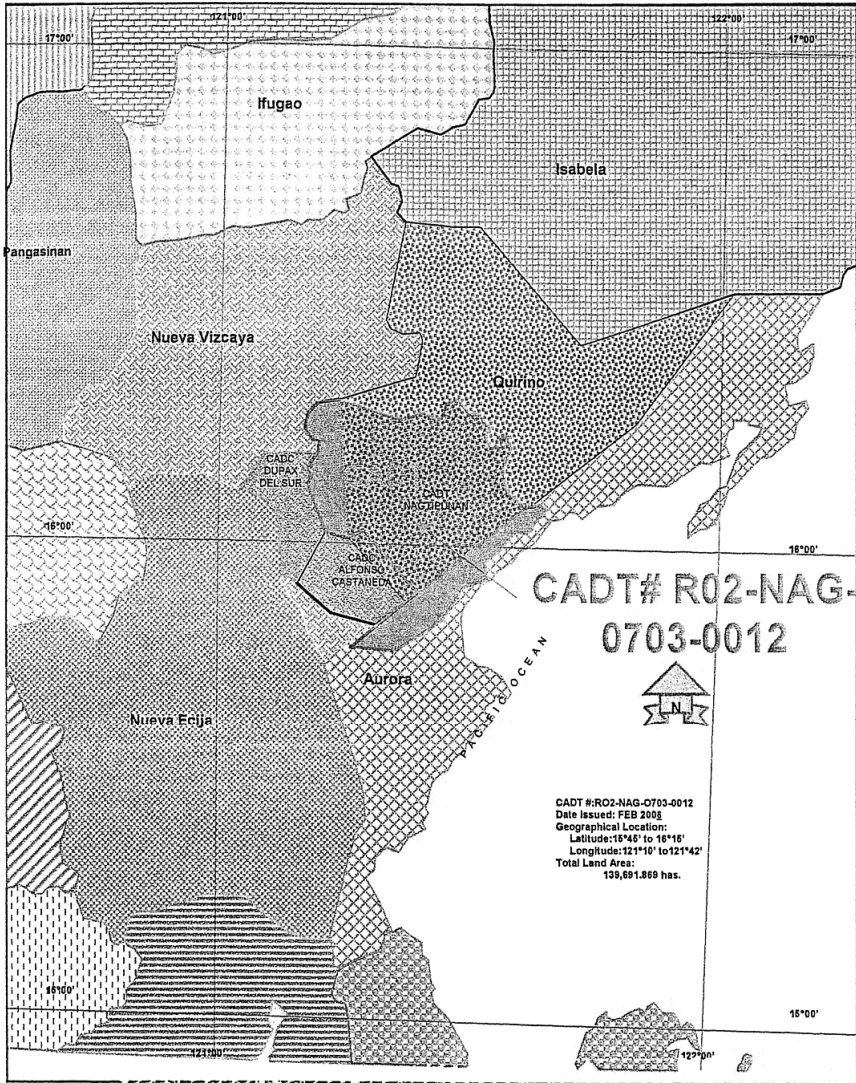 121°00'
122°00'
17°00'
17°00'
Ifugao
Isabela
Pangasinan
Nueva Vizcaya
Quirino
CADC
DUPAX
DEL SUR
CADT
NAGTIPUNAN
16°00'
16°00'
CADC
ALFONSO
CASTANEDA
CADT# R02-NAG-
0703-0012
PACIFIC OCEAN
Aurora
N
Nueva Ecija
CADT #:RO2-NAG-O703-0012
Date Issued: FEB 2006
Geographical Location:
Latitude:15°45' to 16°15'
Longitude:121°10' to121°42'
Total Land Area:
139,691.869 has.
15°00'
15°00'
121°00'
122°00'